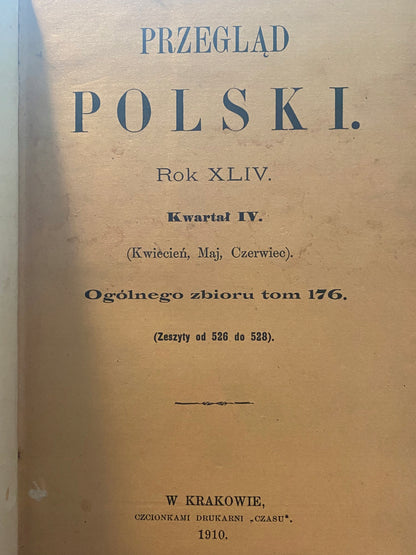 PRZEGLĄD
POLSKI.
Rok XLIV.
Kwartał IV.
(Kwiecień, Maj, Czerwiec).
Ogólnego zbioru tom 176.
(Zeszyty od 526 do 528).
W KRAKOWIE,
CZCIONKAMI DRUKARNI „CZASU“.
1910.